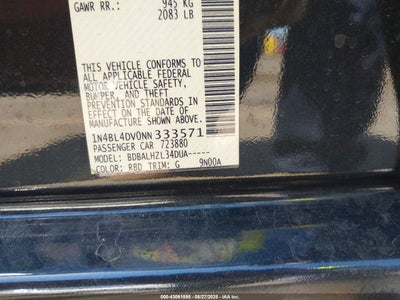 GAWR RR.: 945 KG
2083 LB
THIS VEHICLE CONFORMS TO
ALL APPLICABLE FEDERAL
MOTOR VEHICLE SAFETY,
BUMPER, AND THEFT
PREVENTION STANDARDS IN
EFFECT ON THE DATE OF
MANUFACTURE SHOWN ABOVE.
1N4BL4DV0NN333571
PASSENGER CAR 723880
MODEL: BDBALHZL34DUA-----
COLOR: RBD TRIM: G 9N00A
000-43061095 - 08/27/2025 - IAA Inc.